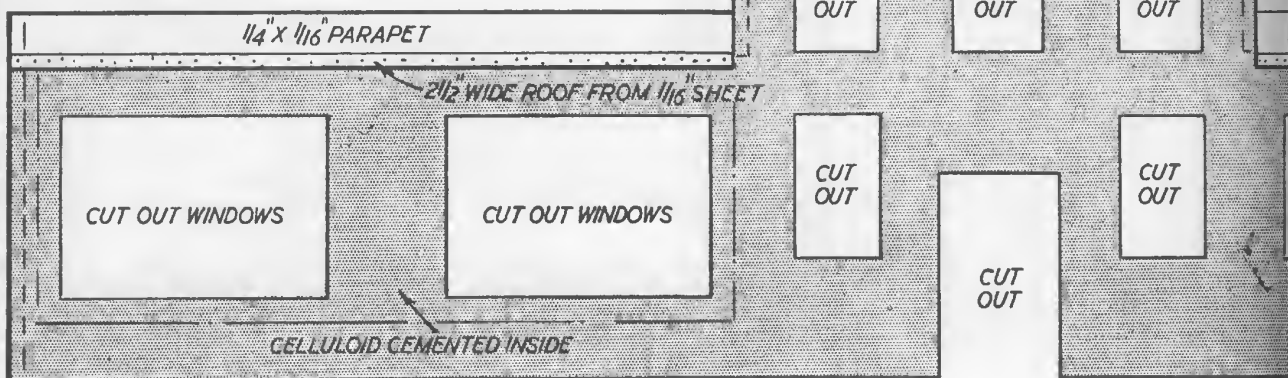 OUT
OUT
OUT
1/4" X 1/16" PARAPET
2 1/2" WIDE ROOF FROM 1/16" SHEET
CUT OUT WINDOWS
CUT OUT WINDOWS
CUT
OUT
CUT
OUT
CUT
OUT
CELLULOID CEMENTED INSIDE